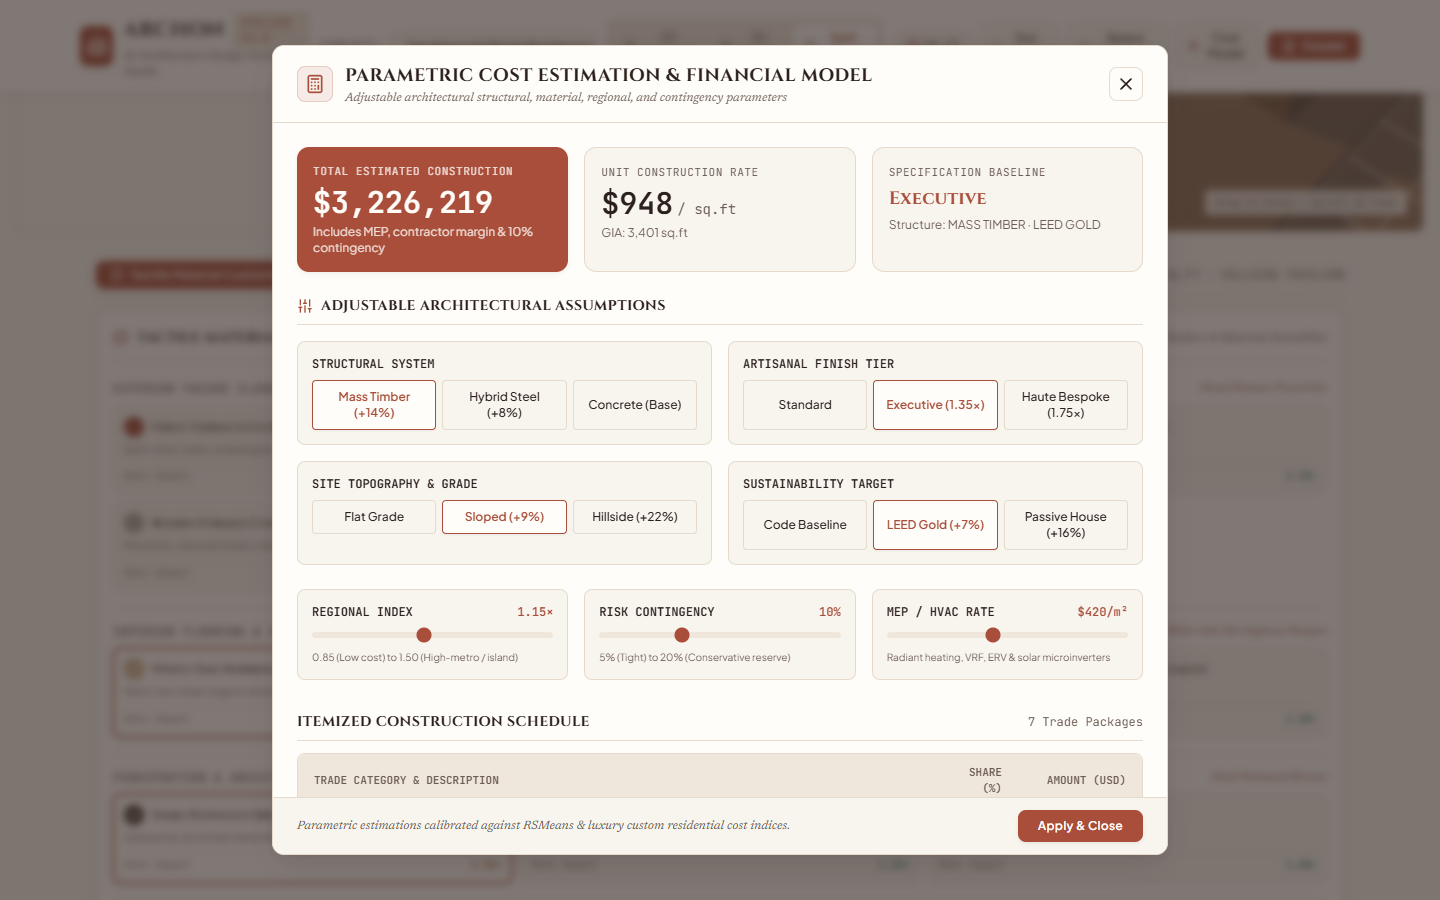 ARCHON
PARAMETRIC COST ESTIMATION & FINANCIAL MODEL
Adjustable architectural structural, material, regional, and contingency parameters
TOTAL ESTIMATED CONSTRUCTION
$3,226,219
Includes MEP, contractor margin & 10%
contingency
UNIT CONSTRUCTION RATE
$948 / sq.ft
GIA: 3,401 sq.ft
SPECIFICATION BASELINE
EXECUTIVE
Structure: MASS TIMBER · LEED GOLD
ADJUSTABLE ARCHITECTURAL ASSUMPTIONS
STRUCTURAL SYSTEM
Mass Timber
(+14%)
Hybrid Steel
(+8%)
Concrete (Base)
ARTISANAL FINISH TIER
Standard
Executive (1.35×)
Haute Bespoke
(1.75×)
SITE TOPOGRAPHY & GRADE
Flat Grade
Sloped (+9%)
Hillside (+22%)
SUSTAINABILITY TARGET
Code Baseline
LEED Gold (+7%)
Passive House
(+16%)
REGIONAL INDEX 1.15×
0.85 (Low cost) to 1.50 (High-metro / island)
RISK CONTINGENCY 10%
5% (Tight) to 20% (Conservative reserve)
MEP / HVAC RATE $420/m²
Radiant heating, VRF, ERV & solar microinverters
ITEMIZED CONSTRUCTION SCHEDULE
7 Trade Packages
TRADE CATEGORY & DESCRIPTION
SHARE
(%)
AMOUNT (USD)
Parametric estimations calibrated against RSMeans & luxury custom residential cost indices.
Apply & Close